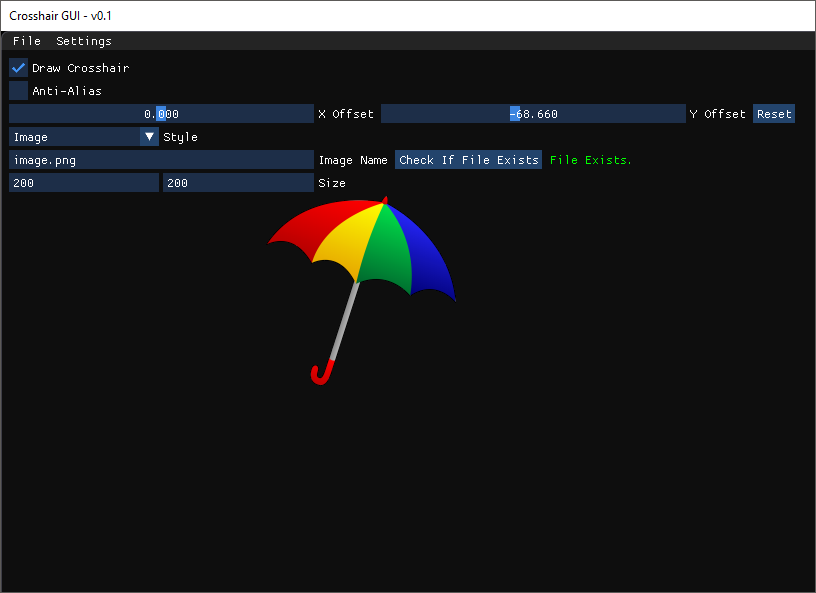 Crosshair GUI - v0.1
File Settings
Draw Crosshair
Anti-Alias
0.000 X Offset -68.660 Y Offset Reset
Image Style
image.png Image Name Check If File Exists File Exists.
200 200 Size